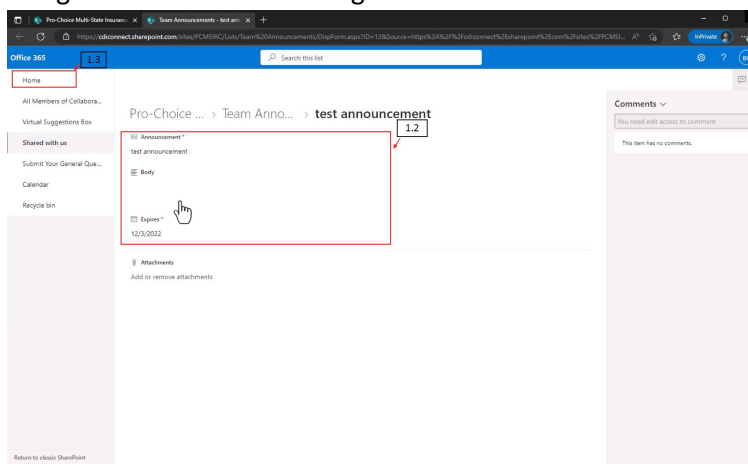 Pro-Choice Multi-State Insurance
Team Announcements - test ann
https://cdiconnect.sharepoint.com/sites/PCMSIRC/Lists/Team%20Announcements/DispForm.aspx?ID=12&Source=https%3A%2F%2Fcdiconnect%2Esharepoint%2Ecom%2Fsites%2FPCMSI...
InPrivate
Office 365
1.3
Search this list
?
Home
All Members of Collabora...
Virtual Suggestions Box
Shared with us
Submit Your General Que...
Calendar
Recycle bin
Return to classic SharePoint
Pro-Choice ... > Team Anno... > test announcement
1.2
Announcement *
test announcement
Body
Expires *
12/3/2022
Attachments
Add or remove attachments
Comments
You need edit access to comment
This item has no comments.